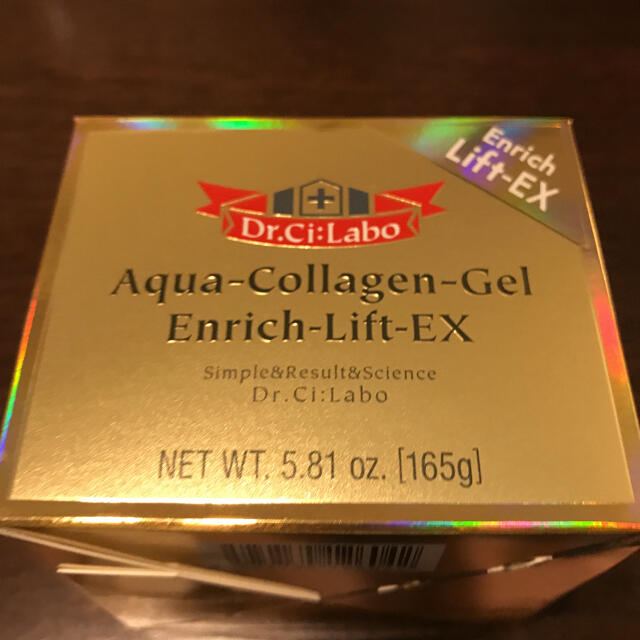 Enrich
Lift-EX
Dr.Ci:Labo
Aqua-Collagen-Gel
Enrich-Lift-EX
Simple&Result&Science
Dr.Ci:Labo
NET WT. 5.81 oz. [165g]